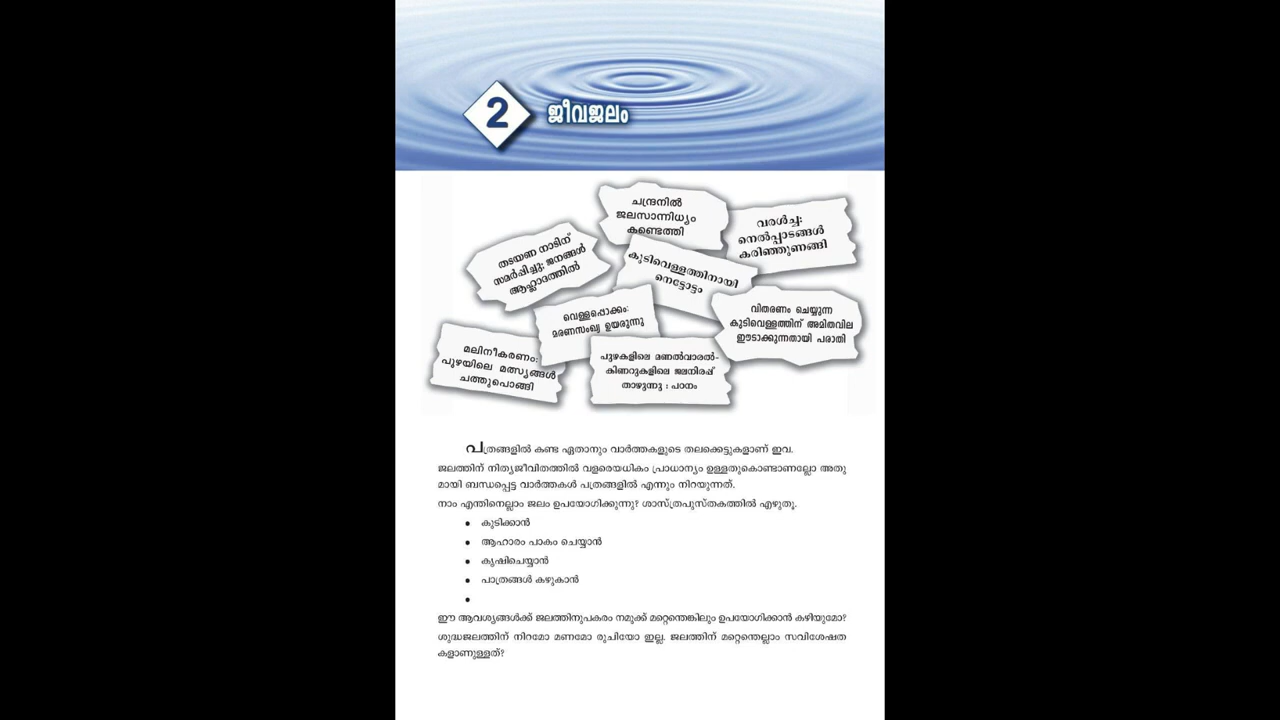 2
ജീവജലം
ചന്ദ്രനിൽ
ജലസാന്നിധ്യം
കണ്ടെത്തി
വരൾച്ച:
നെൽപ്പാടങ്ങൾ
കരിഞ്ഞുണങ്ങി
തടയണ നാടിന്
സമർപ്പിച്ചു: ജനങ്ങൾ
ആഹ്ലാദത്തിൽ
കുടിവെള്ളത്തിനായി
നെട്ടോട്ടം
വെള്ളപ്പൊക്കം:
മരണസംഖ്യ ഉയരുന്നു
വിതരണം ചെയ്യുന്ന
കുടിവെള്ളത്തിന് അമിതവില
ഈടാക്കുന്നതായി പരാതി
മലിനീകരണം:
പുഴയിലെ മത്സ്യങ്ങൾ
ചത്തുപൊങ്ങി
പുഴകളിലെ മണൽവാരൽ-
കിണറുകളിലെ ജലനിരപ്പ്
താഴുന്നു : പഠനം
പത്രങ്ങളിൽ കണ്ട ഏതാനും വാർത്തകളുടെ തലക്കെട്ടുകളാണ് ഇവ.
ജലത്തിന് നിത്യജീവിതത്തിൽ വളരെയധികം പ്രാധാന്യം ഉള്ളതുകൊണ്ടാണല്ലോ അതു
മായി ബന്ധപ്പെട്ട വാർത്തകൾ പത്രങ്ങളിൽ എന്നും നിറയുന്നത്.
നാം എന്തിനെല്ലാം ജലം ഉപയോഗിക്കുന്നു? ശാസ്ത്രപുസ്തകത്തിൽ എഴുതൂ.
• കുടിക്കാൻ
• ആഹാരം പാകം ചെയ്യാൻ
• കൃഷിചെയ്യാൻ
• പാത്രങ്ങൾ കഴുകാൻ
•
ഈ ആവശ്യങ്ങൾക്ക് ജലത്തിനുപകരം നമുക്ക് മറ്റെന്തെങ്കിലും ഉപയോഗിക്കാൻ കഴിയുമോ?
ശുദ്ധജലത്തിന് നിറമോ മണമോ രുചിയോ ഇല്ല. ജലത്തിന് മറ്റെന്തെല്ലാം സവിശേഷത
കളാണുള്ളത്?